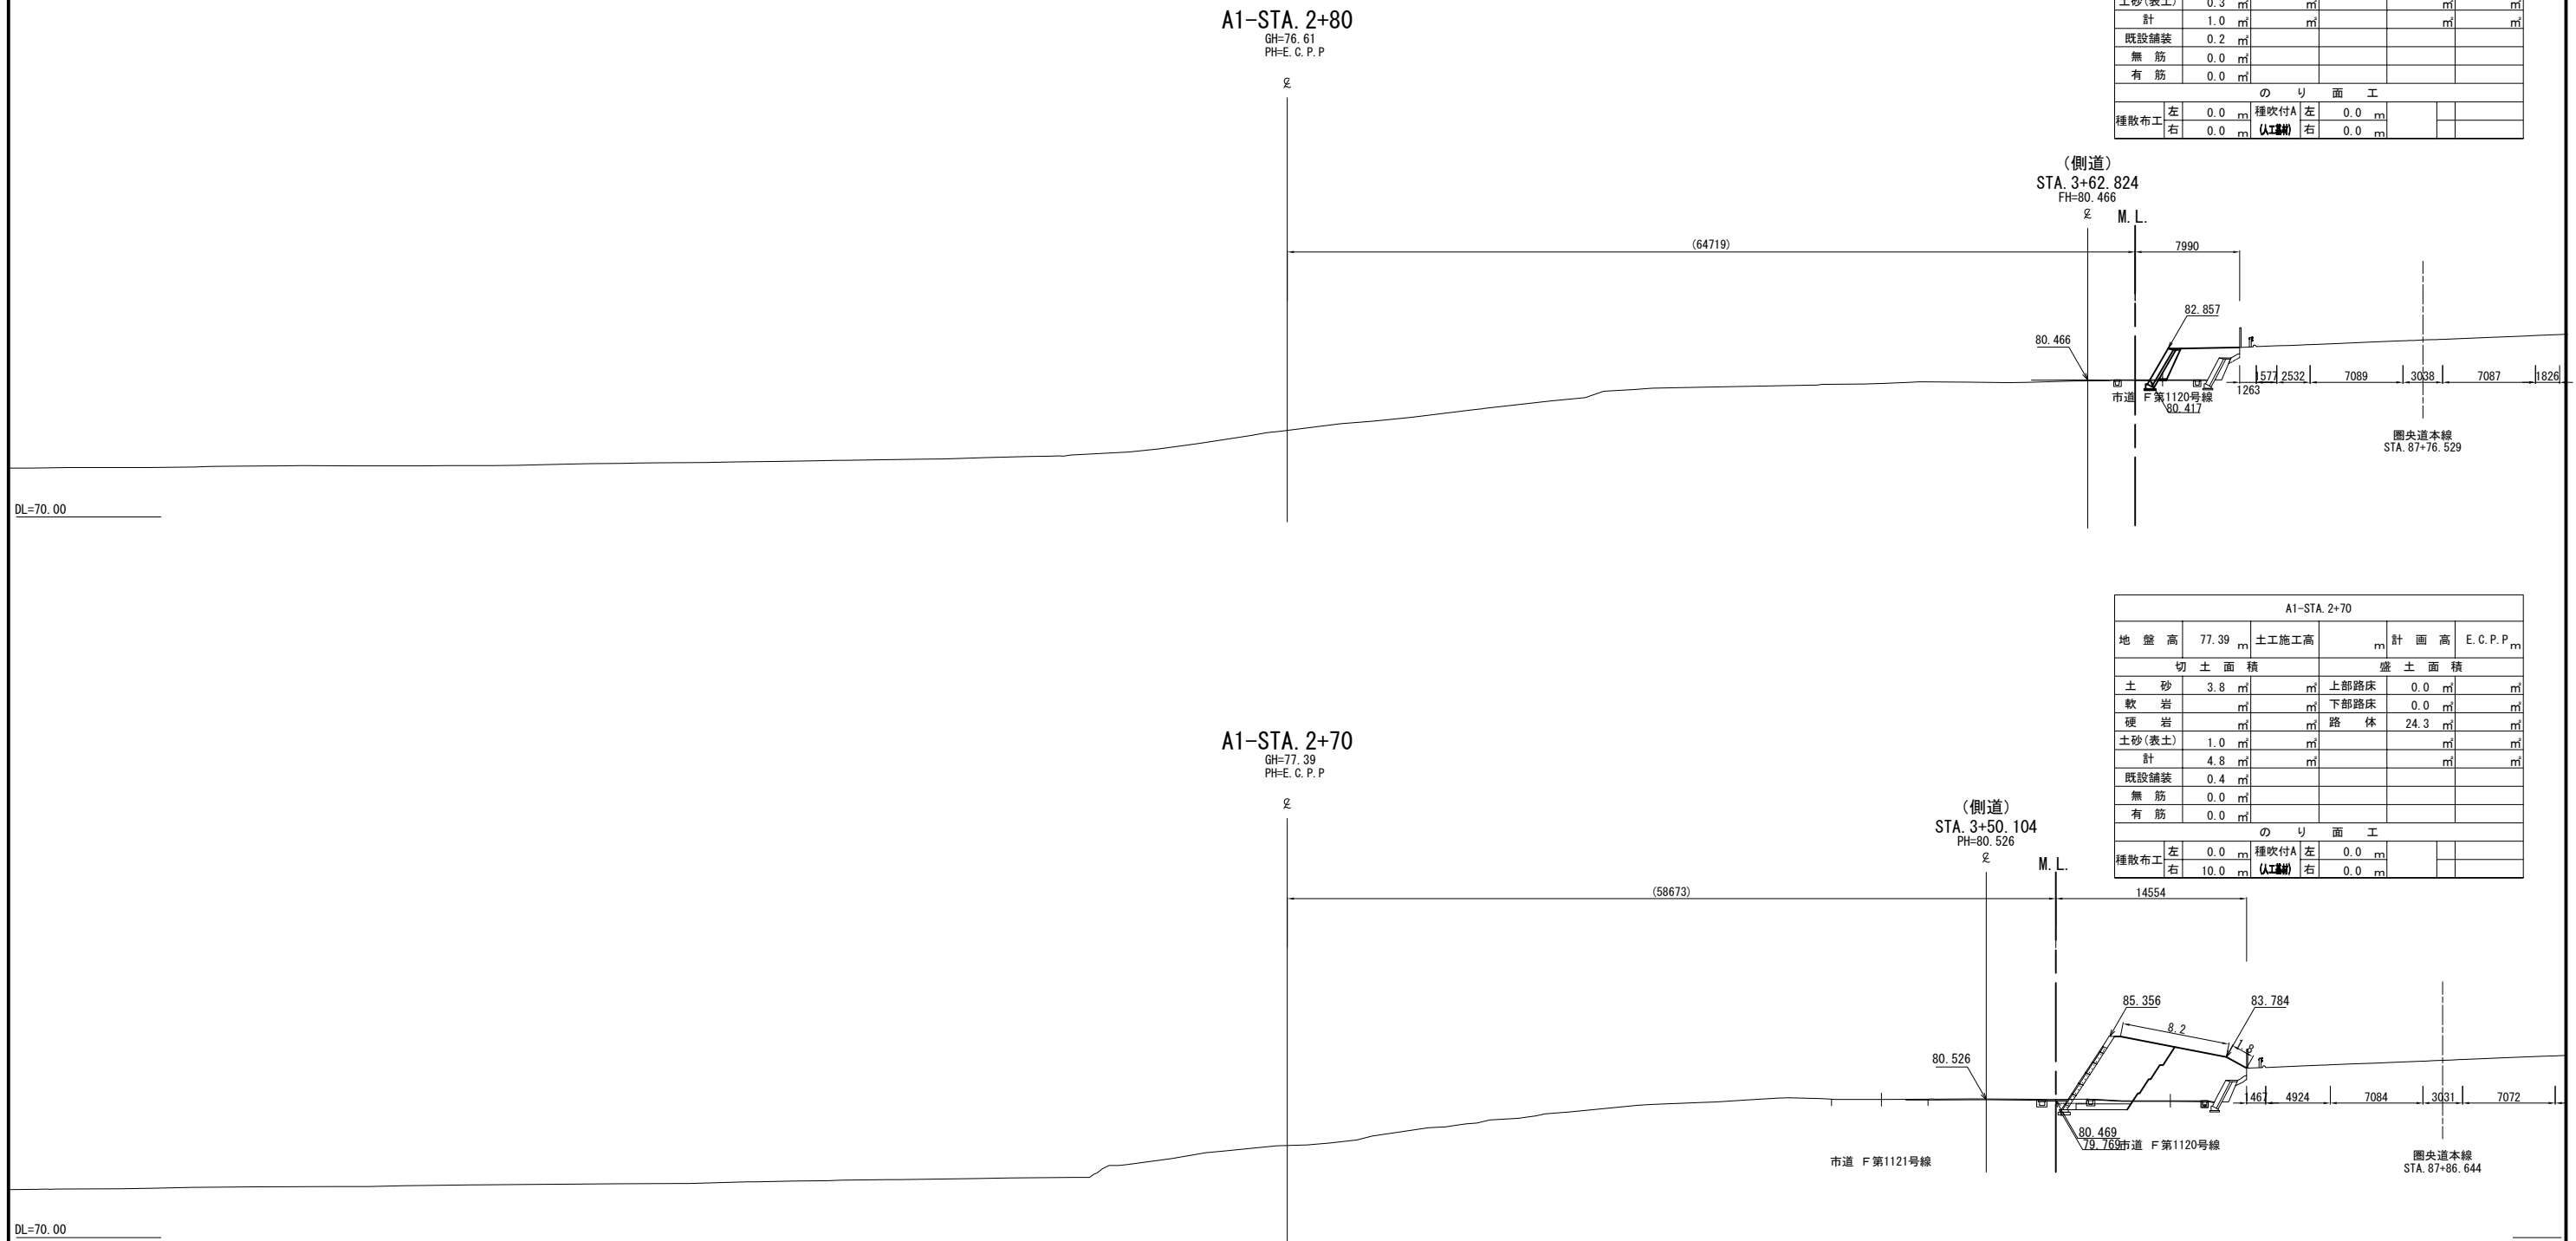 A1-STA. 2+80
GH=76.61
PH=E.C.P.P
土砂(表土) 0.3 ㎡ ㎡ ㎡ ㎡
計 1.0 ㎡ ㎡ ㎡ ㎡
既設舗装 0.2 ㎡
無 筋 0.0 ㎡
有 筋 0.0 ㎡
の り 面 工
種散布工 左 0.0 m 種吹付A 左 0.0 m
右 0.0 m (人工基材) 右 0.0 m
(側道)
STA. 3+62.824
FH=80.466
M.L.
(64719) 7990
82.857
80.466
1577 2532 7089 3038 7087 1826
1263
市道 F第1120号線
80.417
圏央道本線
STA. 87+76.529
DL=70.00
A1-STA. 2+70
地 盤 高 77.39 m 土工施工高 m 計 画 高 E.C.P.P m
切 土 面 積 盛 土 面 積
土 砂 3.8 ㎡ ㎡ 上部路床 0.0 ㎡ ㎡
軟 岩 ㎡ ㎡ 下部路床 0.0 ㎡ ㎡
硬 岩 ㎡ ㎡ 路 体 24.3 ㎡ ㎡
土砂(表土) 1.0 ㎡ ㎡ ㎡ ㎡
計 4.8 ㎡ ㎡ ㎡ ㎡
既設舗装 0.4 ㎡
無 筋 0.0 ㎡
有 筋 0.0 ㎡
の り 面 工
種散布工 左 0.0 m 種吹付A 左 0.0 m
右 10.0 m (人工基材) 右 0.0 m
A1-STA. 2+70
GH=77.39
PH=E.C.P.P
(側道)
STA. 3+50.104
PH=80.526
M.L.
(58673) 14554
85.356 83.784
8.2 1.8
80.526
1467 4924 7084 3031 7072
80.469
79.769 市道 F第1120号線
市道 F第1121号線
圏央道本線
STA. 87+86.644
DL=70.00